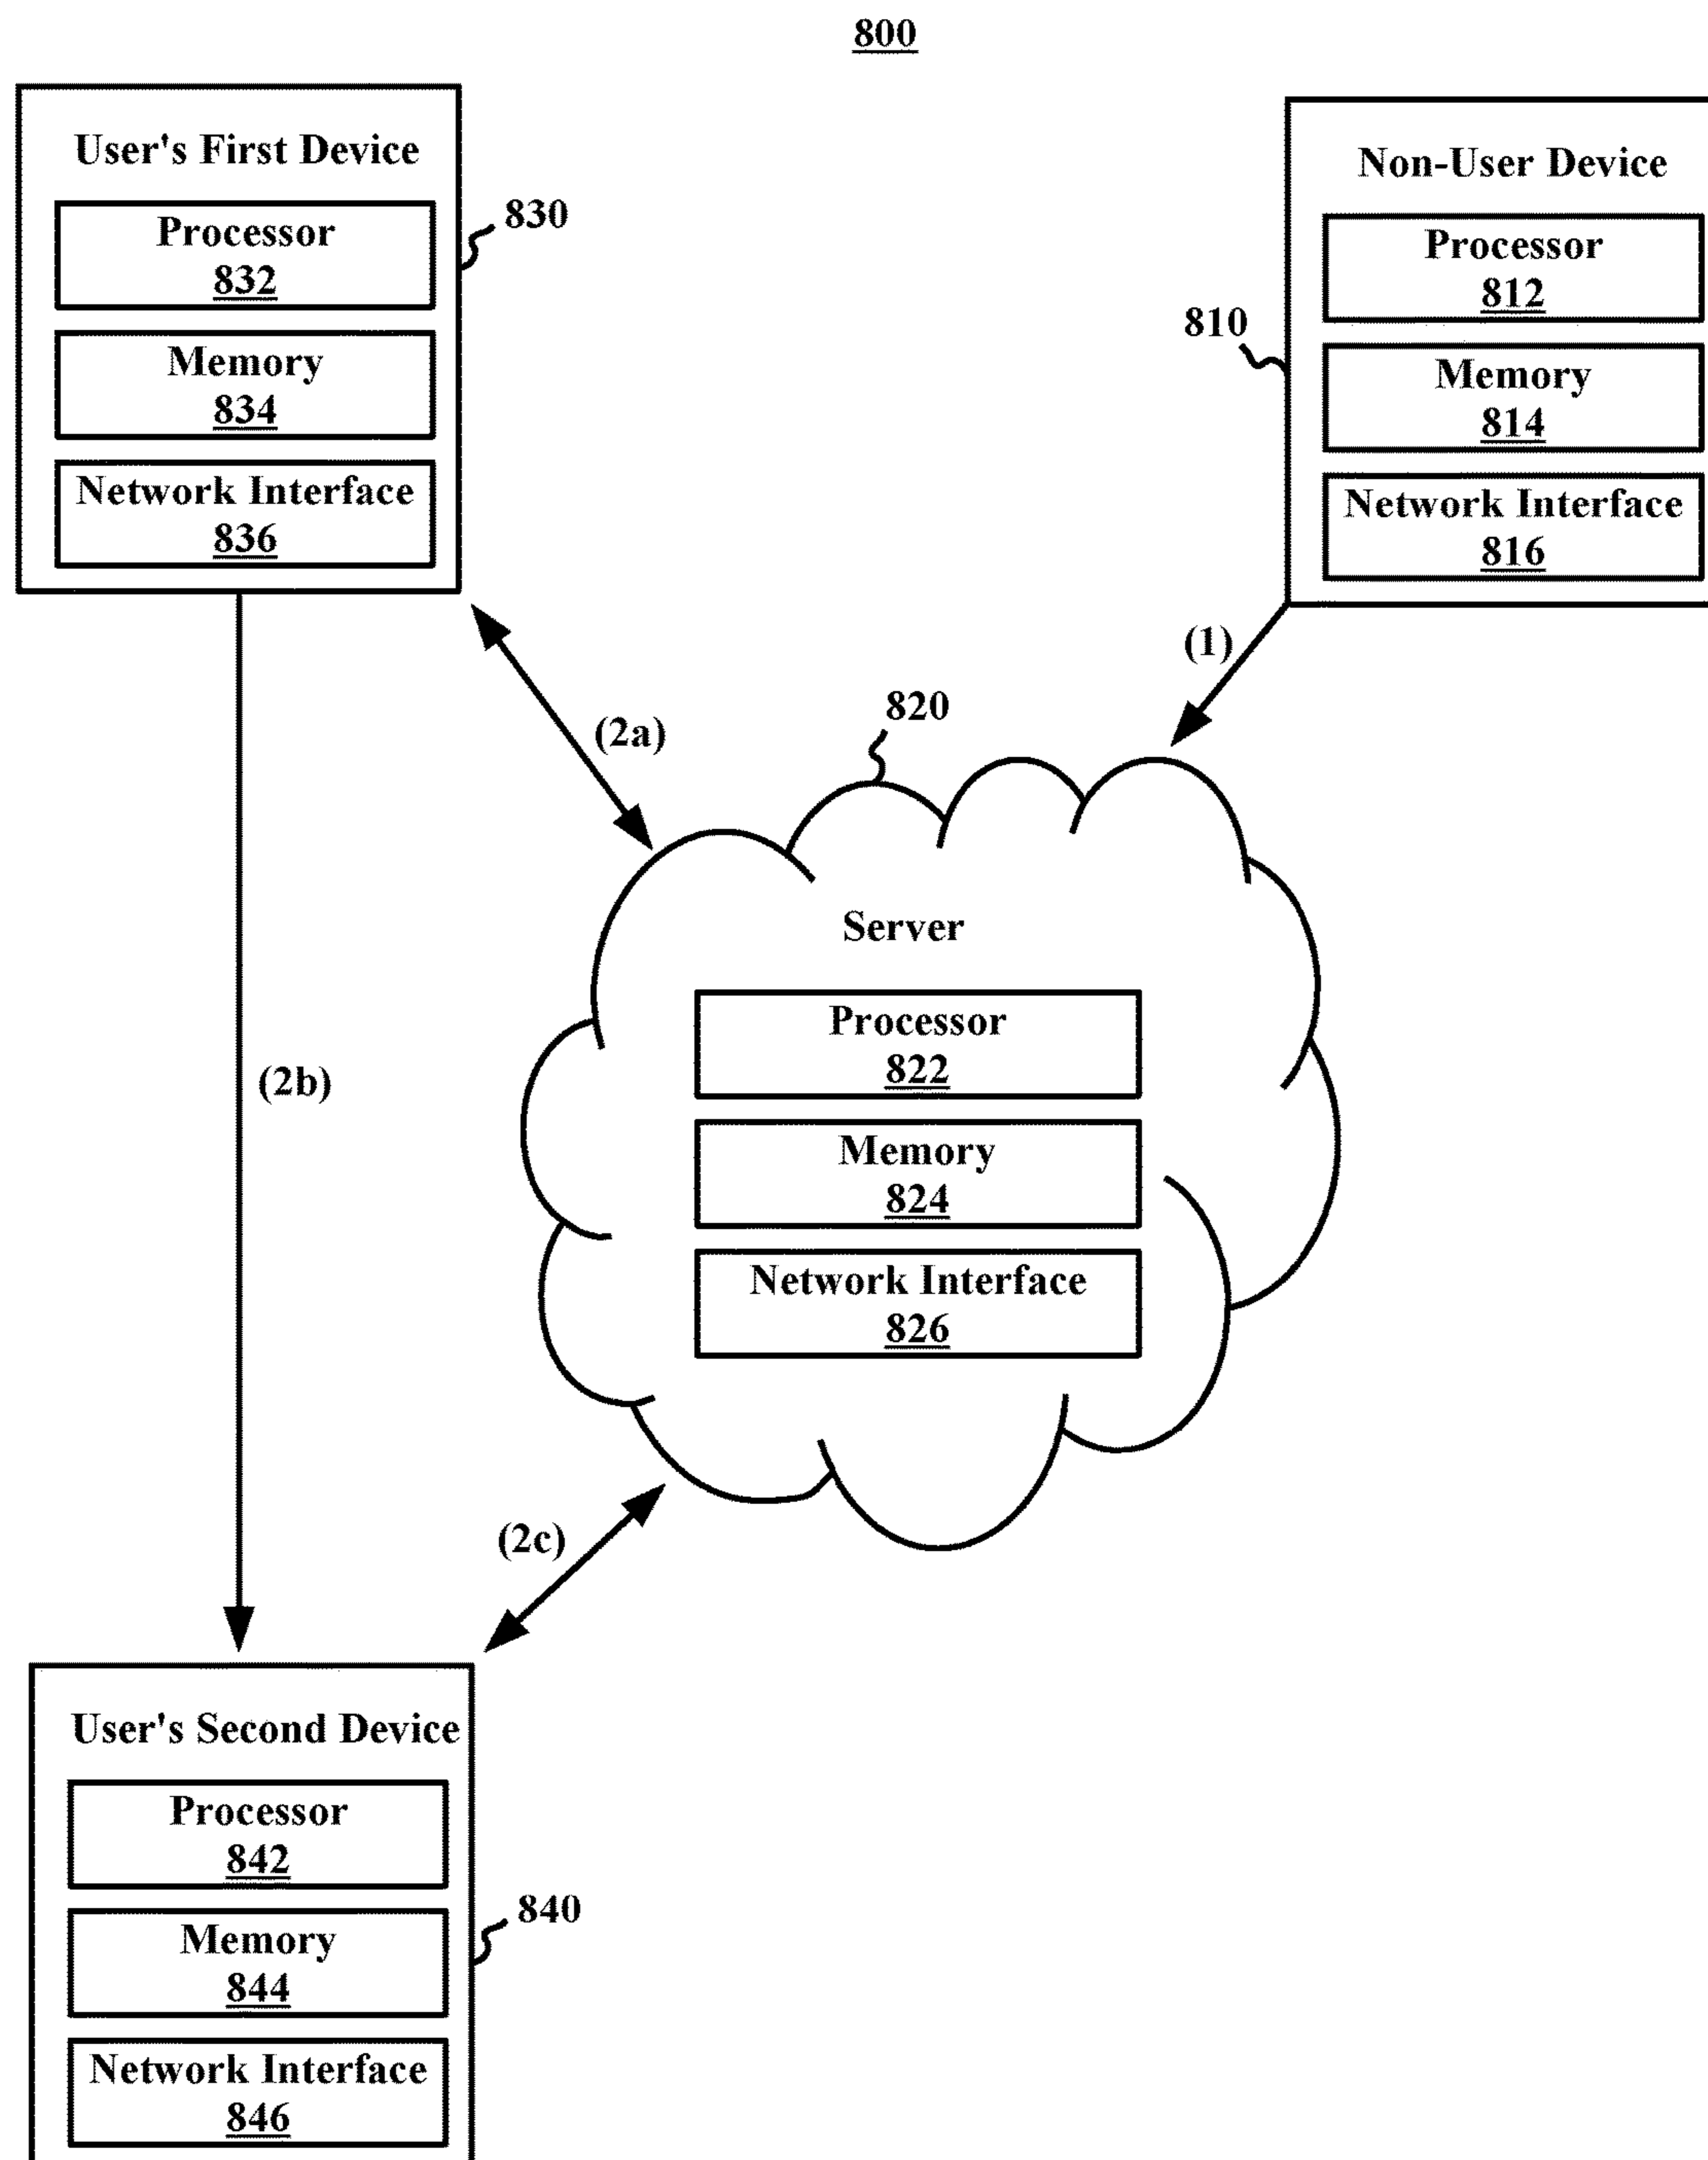 800
User's First Device
Processor
832
Memory
834
Network Interface
836
830
Non-User Device
Processor
812
Memory
814
Network Interface
816
810
(1)
(2a)
820
Server
Processor
822
Memory
824
Network Interface
826
(2b)
(2c)
User's Second Device
Processor
842
Memory
844
Network Interface
846
840